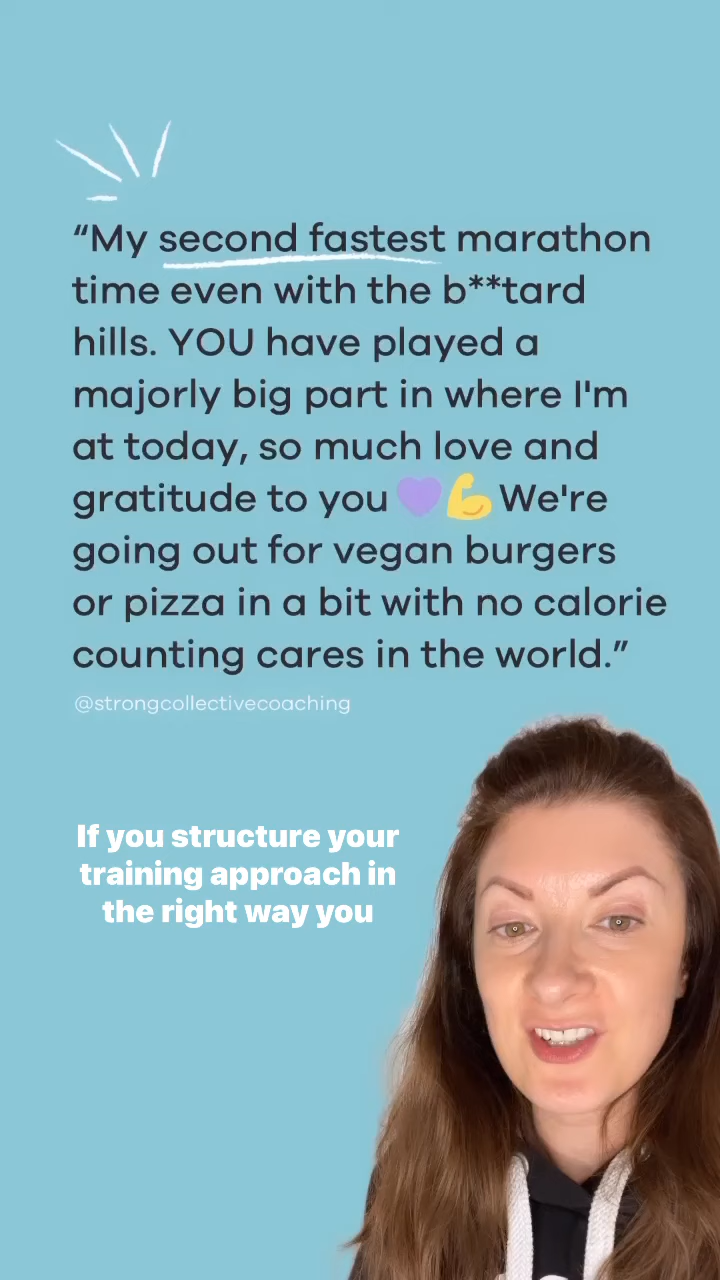 “My second fastest marathon
time even with the b**tard
hills. YOU have played a
majorly big part in where I'm
at today, so much love and
gratitude to you 💜💪 We're
going out for vegan burgers
or pizza in a bit with no calorie
counting cares in the world.”
@strongcollectivecoaching
If you structure your
training approach in
the right way you